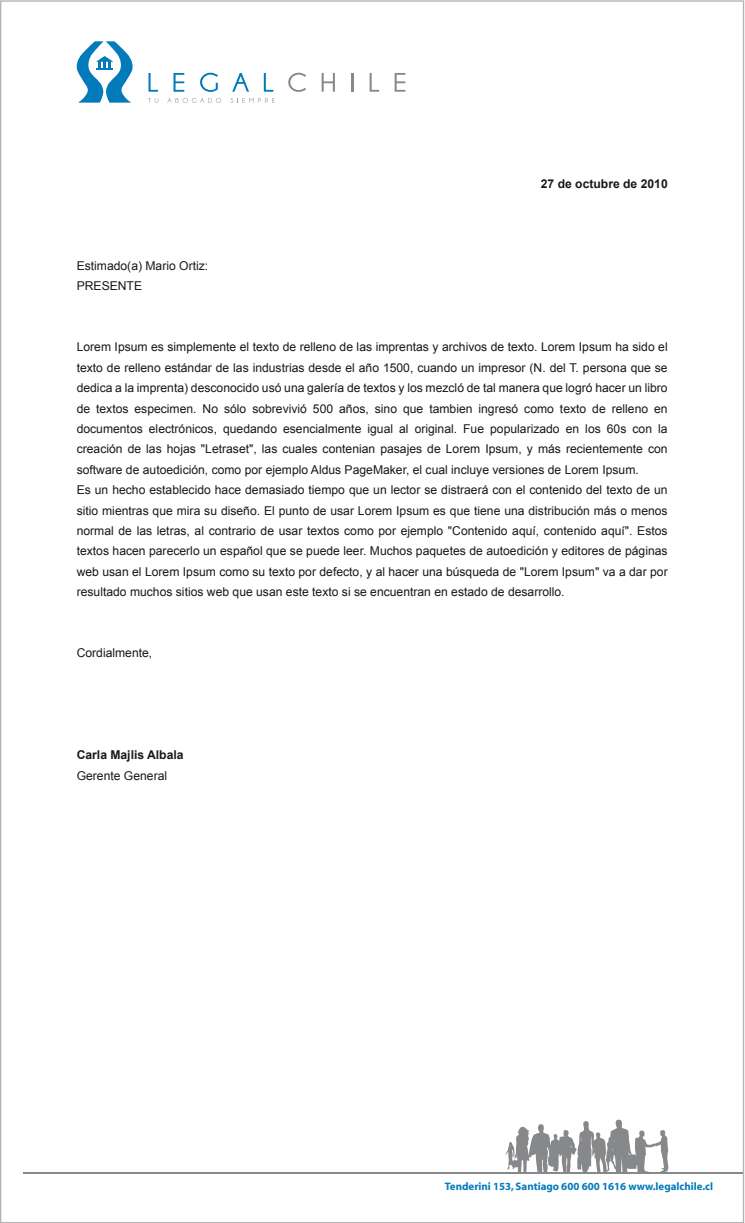 LEGALCHILE
TU ABOGADO SIEMPRE
27 de octubre de 2010
Estimado(a) Mario Ortiz:
PRESENTE
Lorem Ipsum es simplemente el texto de relleno de las imprentas y archivos de texto. Lorem Ipsum ha sido el
texto de relleno estándar de las industrias desde el año 1500, cuando un impresor (N. del T. persona que se
dedica a la imprenta) desconocido usó una galería de textos y los mezcló de tal manera que logró hacer un libro
de textos especimen. No sólo sobrevivió 500 años, sino que tambien ingresó como texto de relleno en
documentos electrónicos, quedando esencialmente igual al original. Fue popularizado en los 60s con la
creación de las hojas "Letraset", las cuales contenian pasajes de Lorem Ipsum, y más recientemente con
software de autoedición, como por ejemplo Aldus PageMaker, el cual incluye versiones de Lorem Ipsum.
Es un hecho establecido hace demasiado tiempo que un lector se distraerá con el contenido del texto de un
sitio mientras que mira su diseño. El punto de usar Lorem Ipsum es que tiene una distribución más o menos
normal de las letras, al contrario de usar textos como por ejemplo "Contenido aquí, contenido aquí". Estos
textos hacen parecerlo un español que se puede leer. Muchos paquetes de autoedición y editores de páginas
web usan el Lorem Ipsum como su texto por defecto, y al hacer una búsqueda de "Lorem Ipsum" va a dar por
resultado muchos sitios web que usan este texto si se encuentran en estado de desarrollo.
Cordialmente,
Carla Majlis Albala
Gerente General
Tenderini 153, Santiago 600 600 1616 www.legalchile.cl